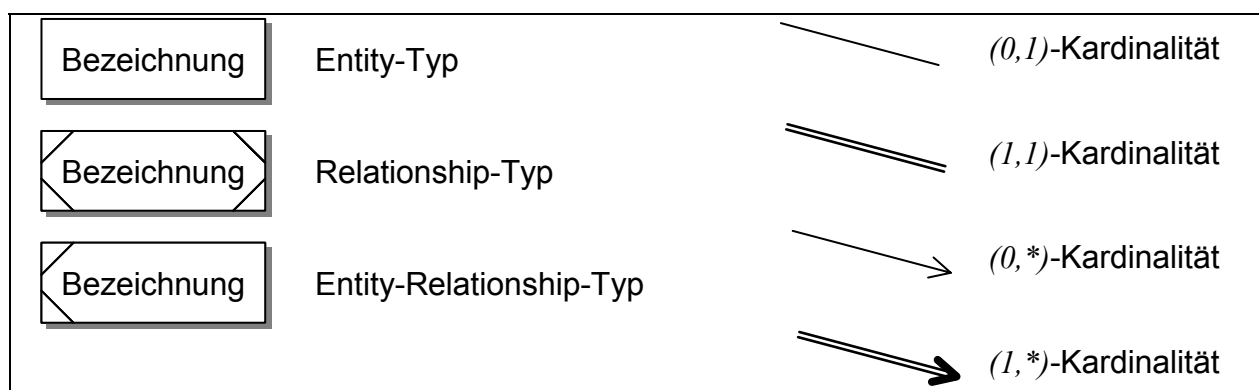 Bezeichnung Entity-Typ (0,1)-Kardinalität
Bezeichnung Relationship-Typ (1,1)-Kardinalität
Bezeichnung Entity-Relationship-Typ (0,*)-Kardinalität
(1,*)-Kardinalität